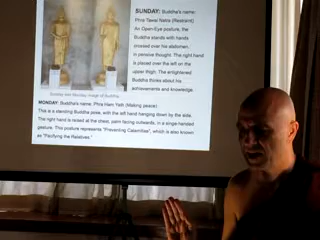 SUNDAY: Buddha's name:
Phra Tawai Netra (Restraint)
An Open-Eye posture, the
Buddha stands with hands
crossed over his abdomen,
in pensive thought. The right hand
is placed over the left on the
upper thigh. The enlightened
Buddha thinks about his
achievements and knowledge.
Sunday and Monday image of Buddha
MONDAY: Buddha's name: Phra Ham Yath (Making peace)
This is a standing Buddha pose, with the left hand hanging down by the side.
The right hand is raised at the chest, palm facing outwards, in a single-handed
gesture. This posture represents "Preventing Calamities", which is also known
as "Pacifying the Relatives."